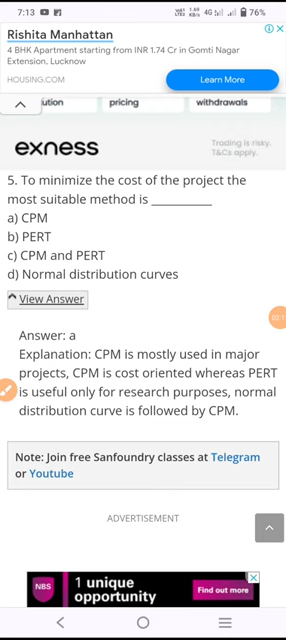 7:13
76%
Rishita Manhattan
4 BHK Apartment starting from INR 1.74 Cr in Gomti Nagar
Extension, Lucknow
HOUSING.COM
Learn More
ution
pricing
withdrawals
exness
Trading is risky.
T&Cs apply.
5. To minimize the cost of the project the
most suitable method is __________
a) CPM
b) PERT
c) CPM and PERT
d) Normal distribution curves
View Answer
Answer: a
Explanation: CPM is mostly used in major
projects, CPM is cost oriented whereas PERT
is useful only for research purposes, normal
distribution curve is followed by CPM.
Note: Join free Sanfoundry classes at Telegram
or Youtube
ADVERTISEMENT
NBS
1 unique
opportunity
Find out more